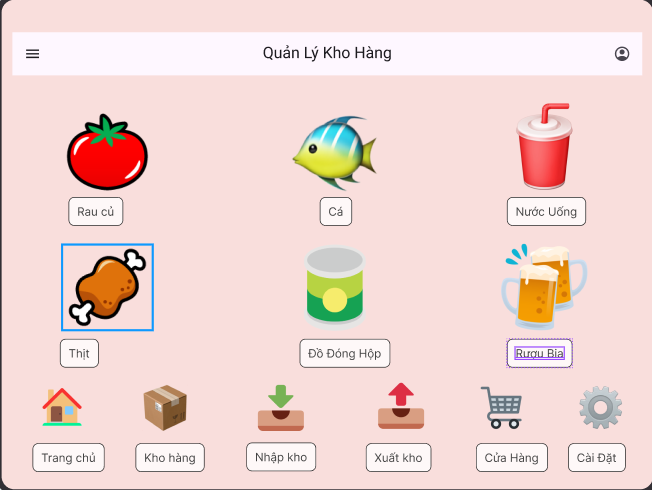 Quản Lý Kho Hàng
Rau củ
Cá
Nước Uống
Thịt
Đồ Đóng Hộp
Rượu Bia
Trang chủ
Kho hàng
Nhập kho
Xuất kho
Cửa Hàng
Cài Đặt